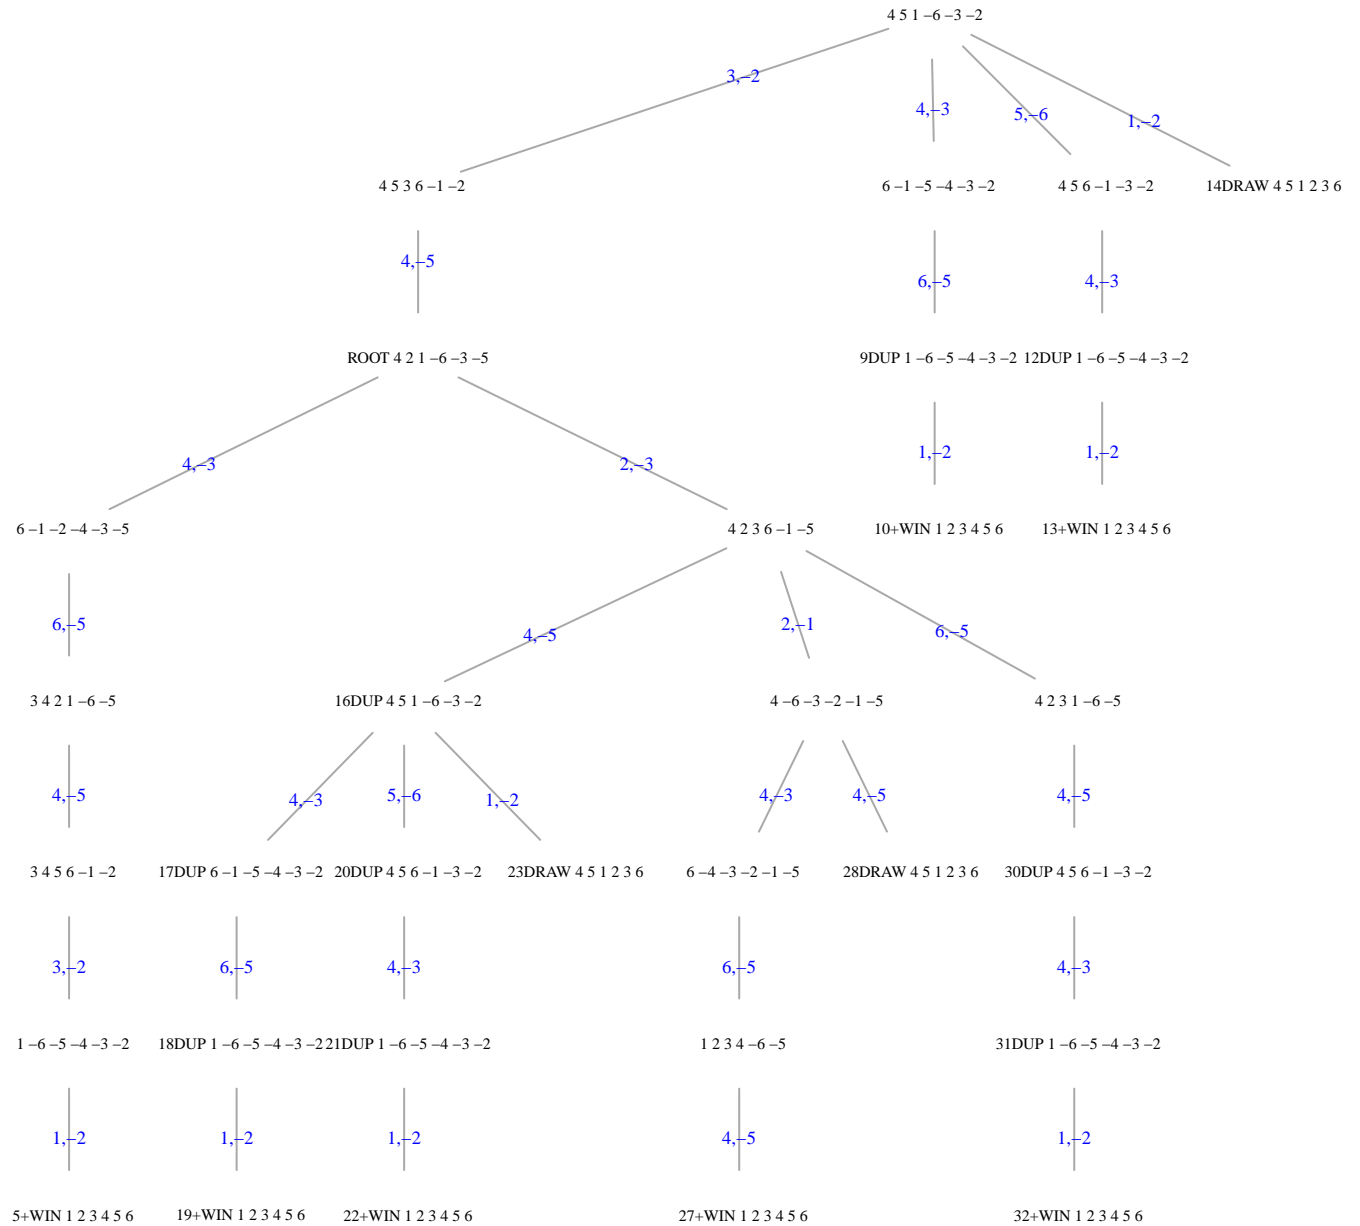 4 5 1 –6 –3 –2
3,–2
4,–3
5,–6
1,–2
4 5 3 6 –1 –2
6 –1 –5 –4 –3 –2
4 5 6 –1 –3 –2
14DRAW 4 5 1 2 3 6
4,–5
6,–5
4,–3
ROOT 4 2 1 –6 –3 –5
9DUP 1 –6 –5 –4 –3 –2
12DUP 1 –6 –5 –4 –3 –2
4,–3
2,–3
1,–2
1,–2
6 –1 –2 –4 –3 –5
4 2 3 6 –1 –5
10+WIN 1 2 3 4 5 6
13+WIN 1 2 3 4 5 6
6,–5
4,–5
2,–1
6,–5
3 4 2 1 –6 –5
16DUP 4 5 1 –6 –3 –2
4 –6 –3 –2 –1 –5
4 2 3 1 –6 –5
4,–5
4,–3
5,–6
1,–2
4,–3
4,–5
4,–5
3 4 5 6 –1 –2
17DUP 6 –1 –5 –4 –3 –2
20DUP 4 5 6 –1 –3 –2
23DRAW 4 5 1 2 3 6
6 –4 –3 –2 –1 –5
28DRAW 4 5 1 2 3 6
30DUP 4 5 6 –1 –3 –2
3,–2
6,–5
4,–3
6,–5
4,–3
1 –6 –5 –4 –3 –2
18DUP 1 –6 –5 –4 –3 –2
21DUP 1 –6 –5 –4 –3 –2
1 2 3 4 –6 –5
31DUP 1 –6 –5 –4 –3 –2
1,–2
1,–2
1,–2
4,–5
1,–2
5+WIN 1 2 3 4 5 6
19+WIN 1 2 3 4 5 6
22+WIN 1 2 3 4 5 6
27+WIN 1 2 3 4 5 6
32+WIN 1 2 3 4 5 6